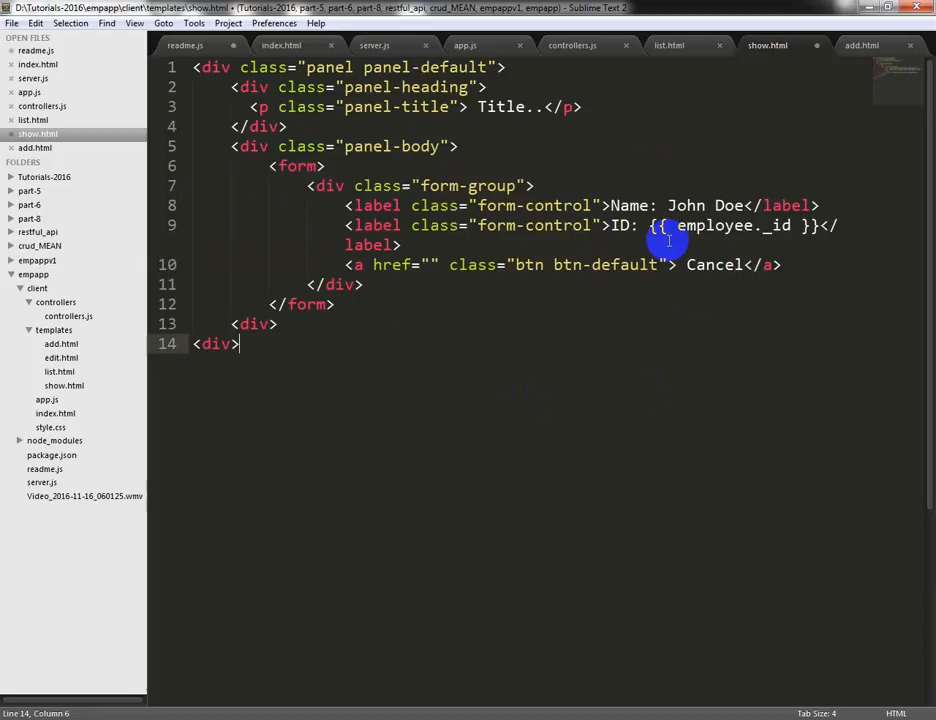 D:\Tutorials-2016\empapp\client\templates\show.html • (Tutorials-2016, part-5, part-6, part-8, restful_api, crud_MEAN, empappv1, empapp) - Sublime Text 2
File Edit Selection Find View Goto Tools Project Preferences Help
OPEN FILES
readme.js
index.html
server.js
app.js
controllers.js
list.html
show.html
add.html
FOLDERS
Tutorials-2016
part-5
part-6
part-8
restful_api
crud_MEAN
empappv1
empapp
client
controllers
controllers.js
templates
add.html
edit.html
list.html
show.html
app.js
index.html
style.css
node_modules
package.json
readme.js
server.js
Video_2016-11-16_060125.wmv
readme.js index.html server.js app.js controllers.js list.html show.html add.html
1 <div class="panel panel-default">
2 <div class="panel-heading">
3 <p class="panel-title"> Title..</p>
4 </div>
5 <div class="panel-body">
6 <form>
7 <div class="form-group">
8 <label class="form-control">Name: John Doe</label>
9 <label class="form-control">ID: {{ employee._id }}</
label>
10 <a href="" class="btn btn-default"> Cancel</a>
11 </div>
12 </form>
13 <div>
14 <div>
Line 14, Column 6 Tab Size: 4 HTML